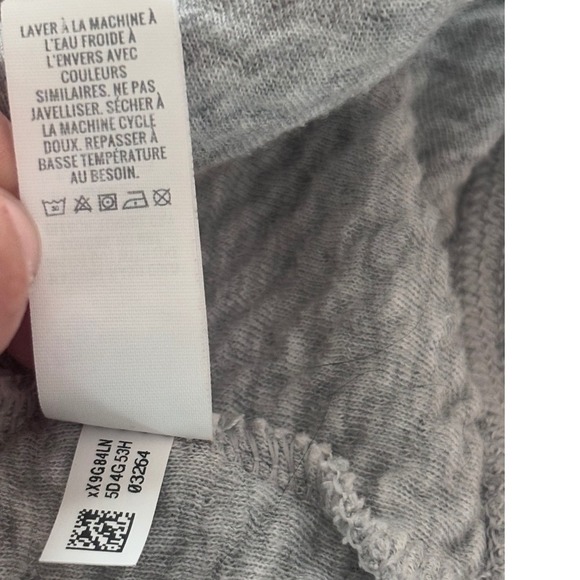 LAVER À LA MACHINE À
L'EAU FROIDE À
L'ENVERS AVEC
COULEURS
SIMILAIRES. NE PAS
JAVELLISER. SÉCHER À
LA MACHINE CYCLE
DOUX. REPASSER À
BASSE TEMPÉRATURE
AU BESOIN.
xX9G84LN
5D4G53H
03264